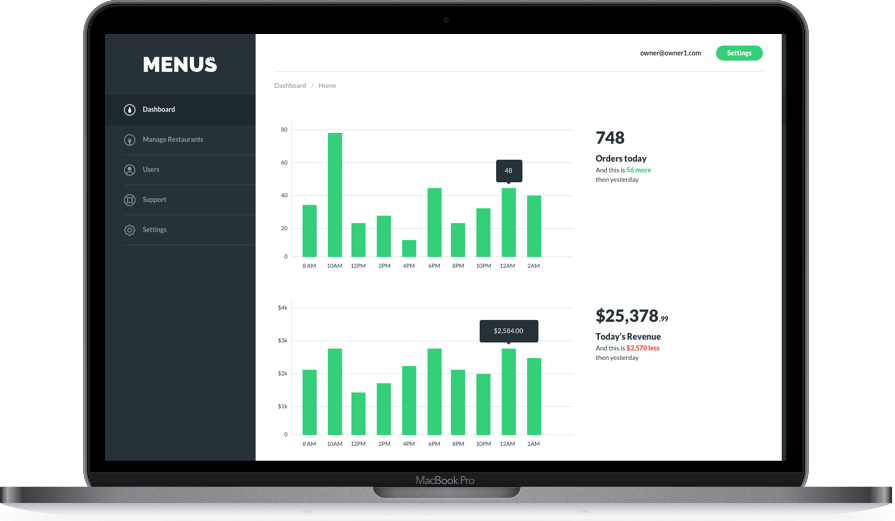 MENUS
Dashboard
Manage Restaurants
Users
Support
Settings
owner@owner1.com
Settings
Dashboard / Home
80
60
40
20
0
48
8 AM 10AM 12PM 2PM 4PM 6PM 8PM 10PM 12AM 2AM
748
Orders today
And this is 56 more
then yesterday
$4k
$3k
$2k
$1k
0
$2,584.00
8 AM 10AM 12PM 2PM 4PM 6PM 8PM 10PM 12AM 2AM
$25,378.99
Today's Revenue
And this is $3,570 less
then yesterday
MacBook Pro